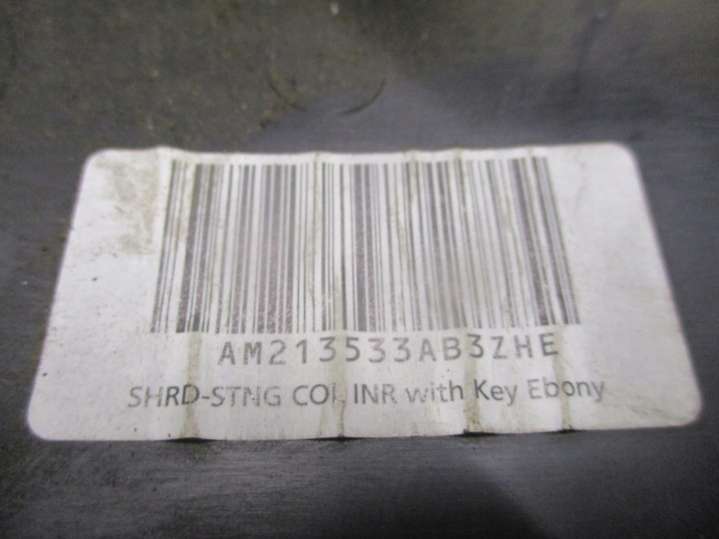 AM213533AB3ZHE
SHRD-STNG COL INR with Key Ebony